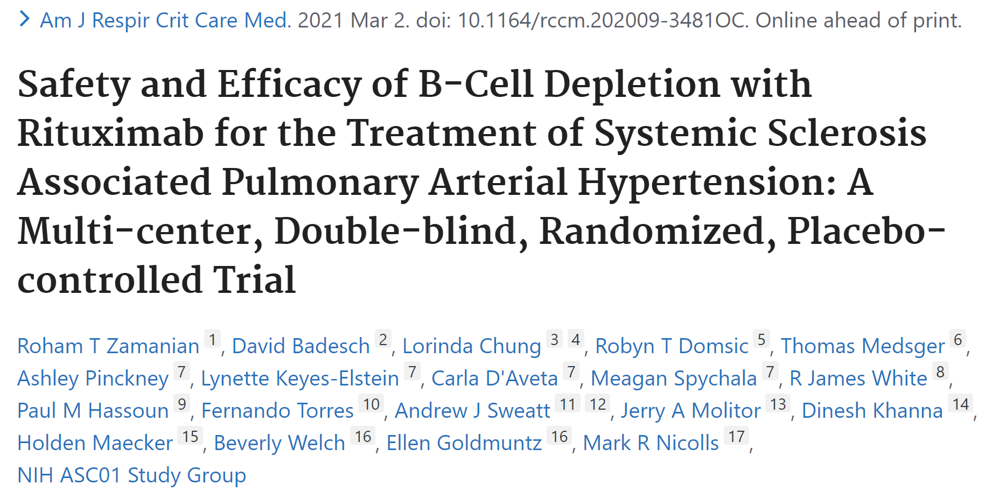 Am J Respir Crit Care Med. 2021 Mar 2. doi: 10.1164/rccm.202009-3481OC. Online ahead of print.
Safety and Efficacy of B-Cell Depletion with
Rituximab for the Treatment of Systemic Sclerosis
Associated Pulmonary Arterial Hypertension: A
Multi-center, Double-blind, Randomized, Placebo-
controlled Trial
Roham T Zamanian 1, David Badesch 2, Lorinda Chung 3 4, Robyn T Domsic 5, Thomas Medsger 6,
Ashley Pinckney 7, Lynette Keyes-Elstein 7, Carla D'Aveta 7, Meagan Spychala 7, R James White 8,
Paul M Hassoun 9, Fernando Torres 10, Andrew J Sweatt 11 12, Jerry A Molitor 13, Dinesh Khanna 14,
Holden Maecker 15, Beverly Welch 16, Ellen Goldmuntz 16, Mark R Nicolls 17,
NIH ASC01 Study Group